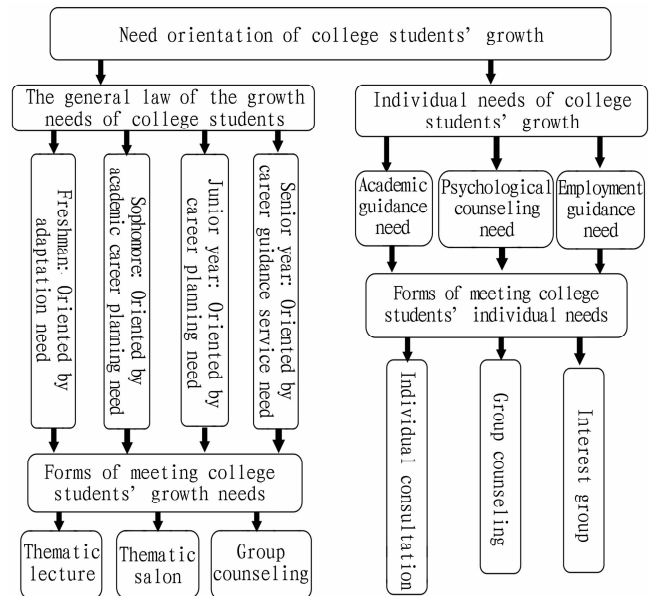 Need orientation of college students' growth
The general law of the growth
needs of college students
Individual needs of college
students' growth
Freshman: Oriented by
adaptation need
Sophomore: Oriented by
academic career planning need
Junior year: Oriented by
career planning need
Senior year: Oriented by
career guidance service need
Academic
guidance
need
Psychological
counseling
need
Employment
guidance
need
Forms of meeting college
students' individual needs
Individual consultation
Group counseling
Interest group
Forms of meeting college
students' growth needs
Thematic
lecture
Thematic
salon
Group
counseling